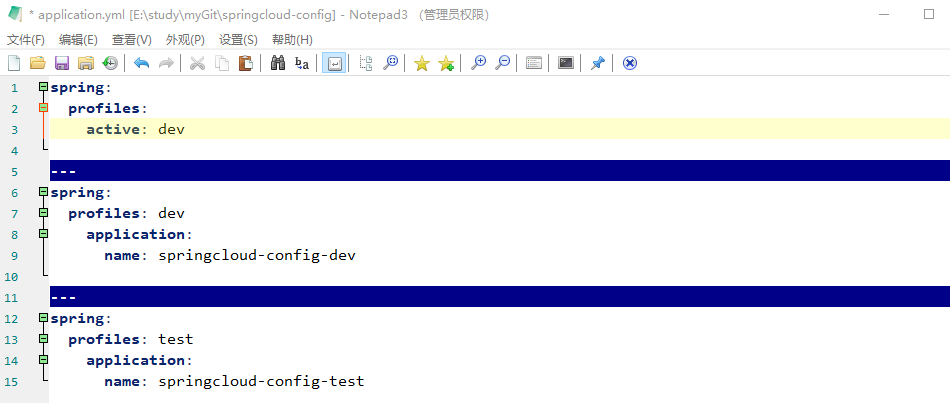 * application.yml [E:\study\myGit\springcloud-config] - Notepad3 （管理员权限）
文件(F) 编辑(E) 查看(V) 外观(P) 设置(S) 帮助(H)
1 spring:
2   profiles:
3     active: dev
4
5 ---
6 spring:
7   profiles: dev
8     application:
9       name: springcloud-config-dev
10
11 ---
12 spring:
13   profiles: test
14     application:
15       name: springcloud-config-test